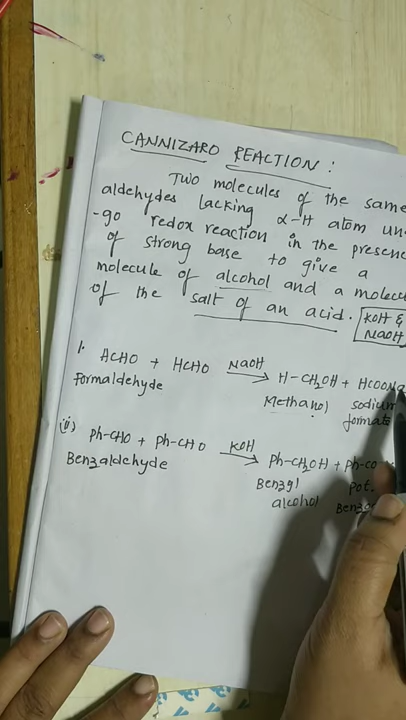 CANNIZARO REACTION:
Two molecules of the same
aldehydes lacking α-H atom un
-go redox reaction in the presen
of strong base to give a
molecule of alcohol and a molecu
of the salt of an acid. KOH &
NaOH
1. HCHO + HCHO NaOH → H-CH2OH + HCOONa
Formaldehyde Methanol sodium
formate
(ii) Ph-CHO + Ph-CHO KOH → Ph-CH2OH + Ph-CO
Benzaldehyde Benzyl pot.
alcohol Benzo